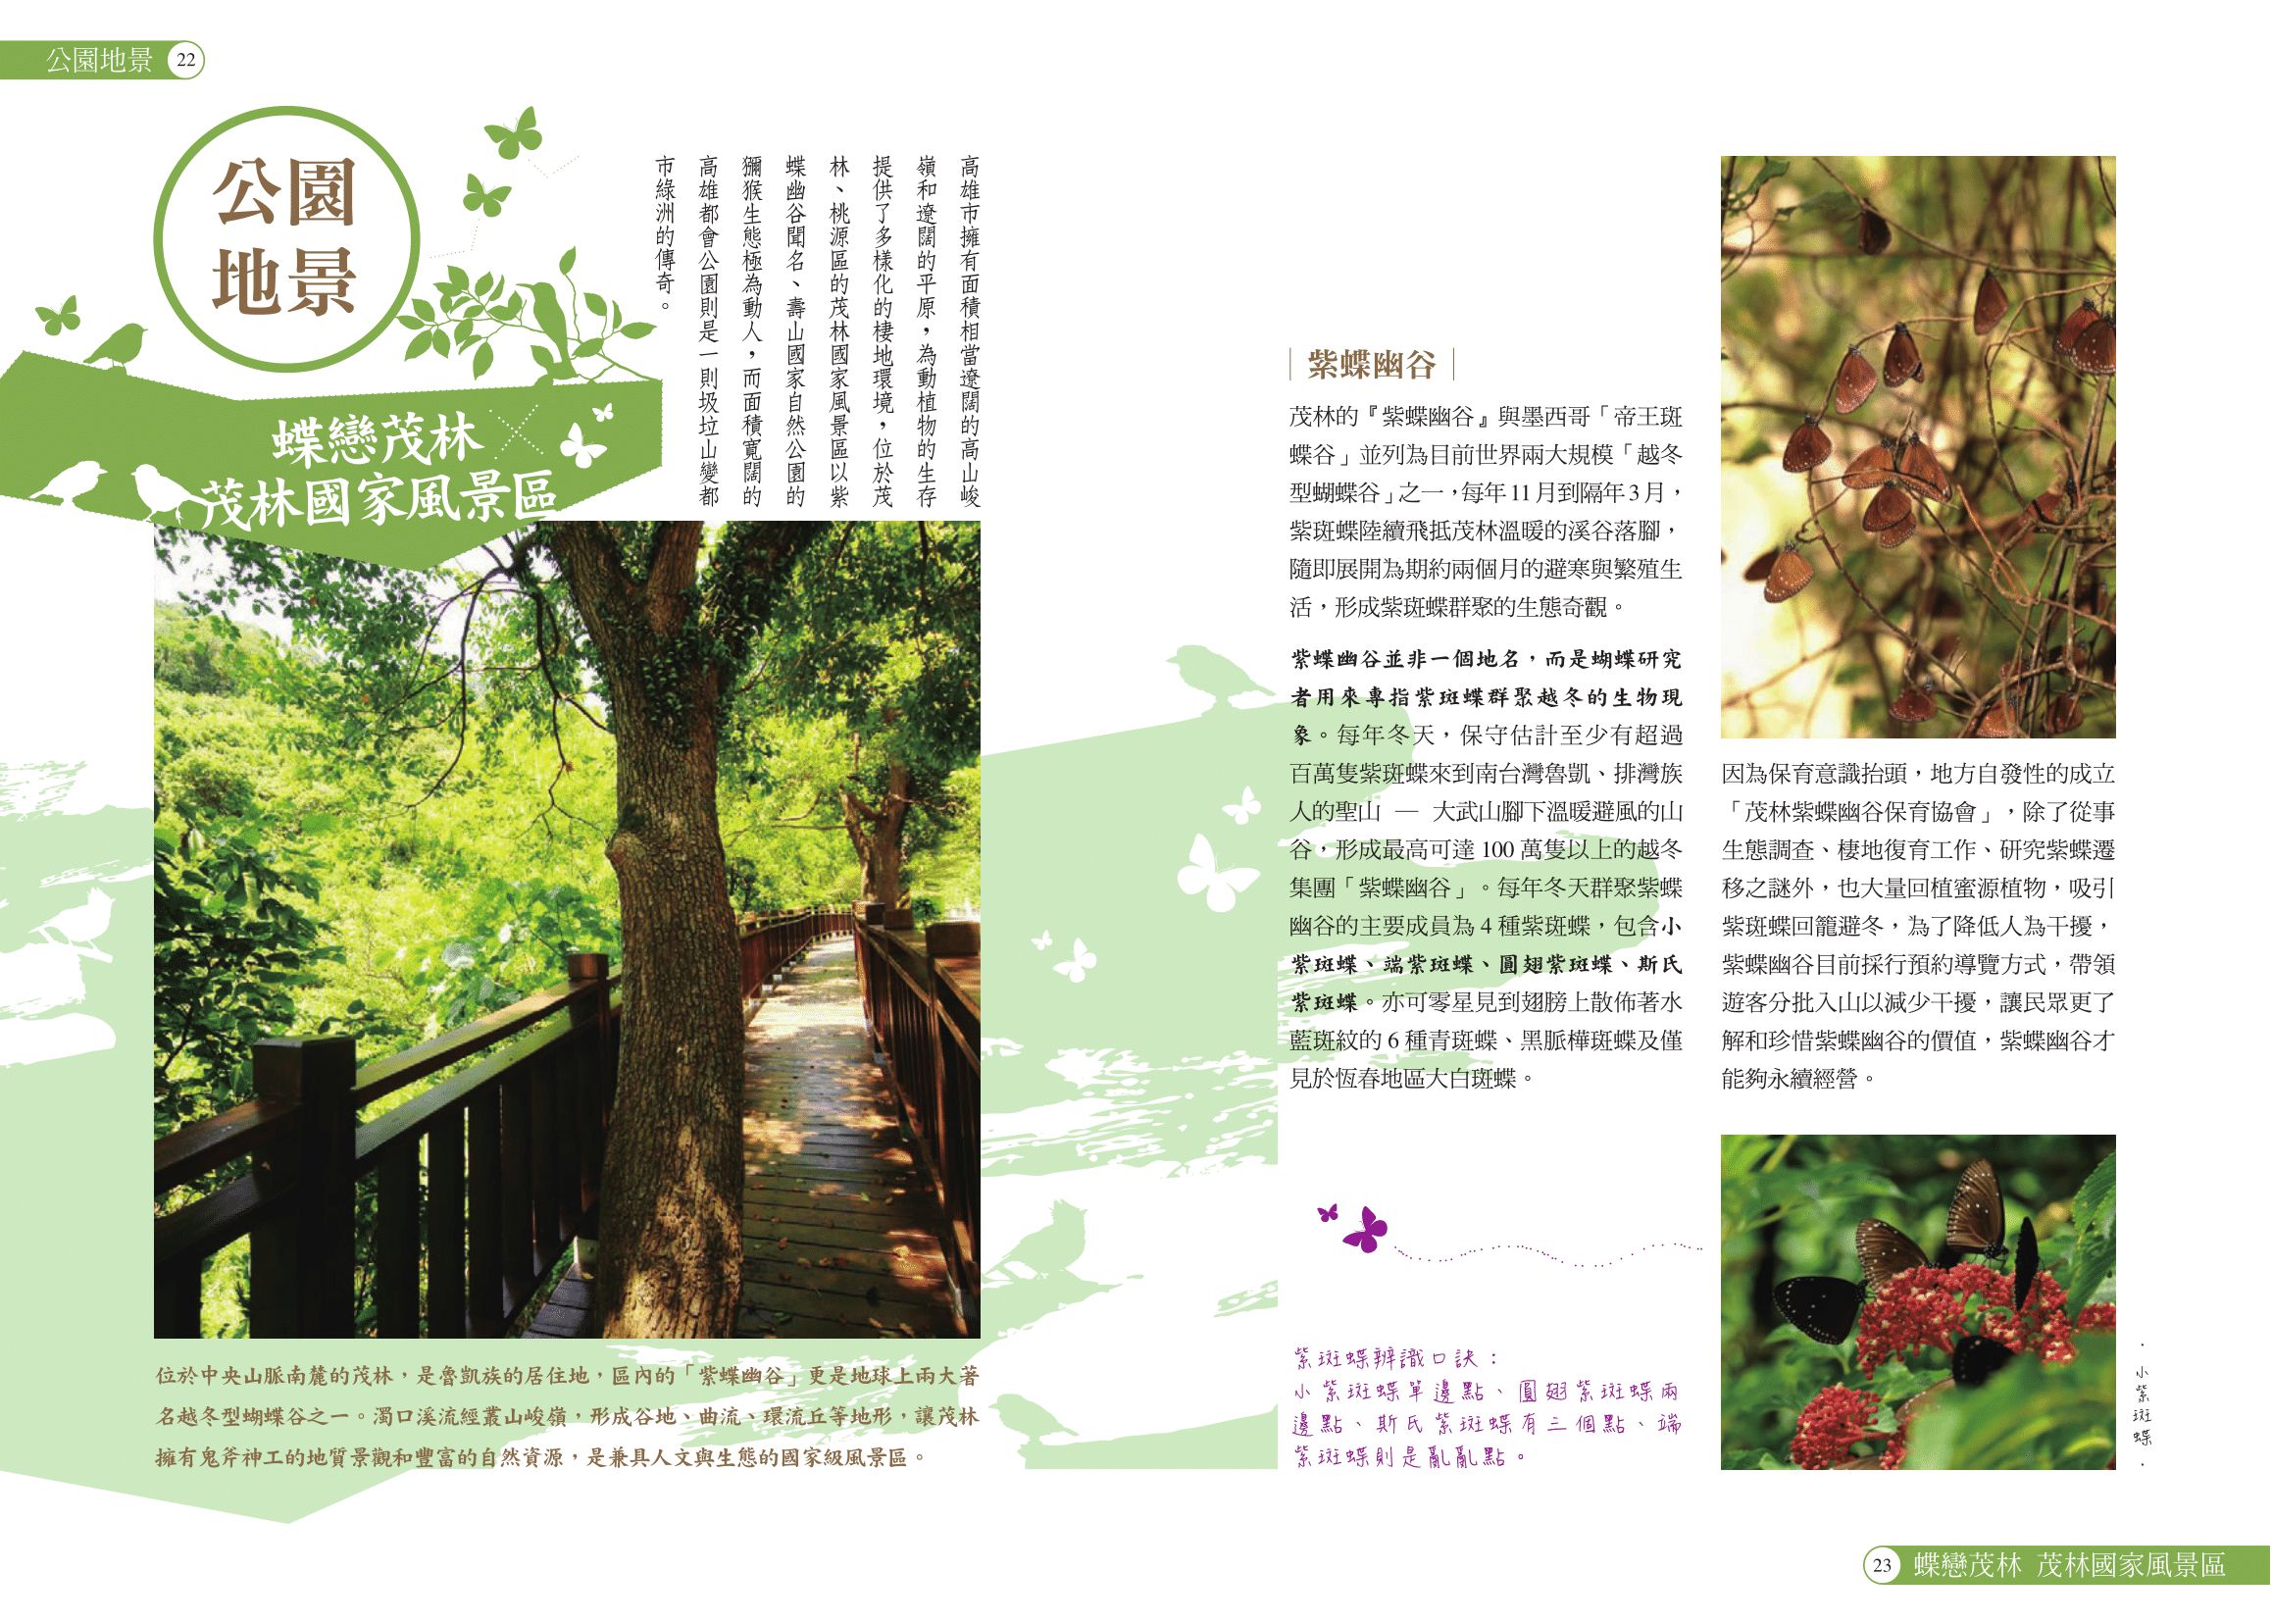 公園地景 22
公園
地景
蝶戀茂林
茂林國家風景區
高雄市擁有面積相當遼闊的高山峻
嶺和遼闊的平原，為動植物的生存
提供了多樣化的棲地環境，位於茂
林、桃源區的茂林國家風景區以紫
蝶幽谷聞名、壽山國家自然公園的
獼猴生態極為動人，而面積寬闊的
高雄都會公園則是一則圾垃山變都
市綠洲的傳奇。
位於中央山脈南麓的茂林，是魯凱族的居住地，區內的「紫蝶幽谷」更是地球上兩大著
名越冬型蝴蝶谷之一。濁口溪流經叢山峻嶺，形成谷地、曲流、環流丘等地形，讓茂林
擁有鬼斧神工的地質景觀和豐富的自然資源，是兼具人文與生態的國家級風景區。
紫蝶幽谷
茂林的『紫蝶幽谷』與墨西哥「帝王斑
蝶谷」並列為目前世界兩大規模「越冬
型蝴蝶谷」之一，每年 11 月到隔年 3 月，
紫斑蝶陸續飛抵茂林溫暖的溪谷落腳，
隨即展開為期約兩個月的避寒與繁殖生
活，形成紫斑蝶群聚的生態奇觀。
紫蝶幽谷並非一個地名，而是蝴蝶研究
者用來專指紫斑蝶群聚越冬的生物現
象。每年冬天，保守估計至少有超過
百萬隻紫斑蝶來到南台灣魯凱、排灣族
人的聖山 — 大武山腳下溫暖避風的山
谷，形成最高可達 100 萬隻以上的越冬
集團「紫蝶幽谷」。每年冬天群聚紫蝶
幽谷的主要成員為 4 種紫斑蝶，包含小
紫斑蝶、端紫斑蝶、圓翅紫斑蝶、斯氏
紫斑蝶。亦可零星見到翅膀上散佈著水
藍斑紋的 6 種青斑蝶、黑脈樺斑蝶及僅
見於恆春地區大白斑蝶。
紫斑蝶辨識口訣：
小紫斑蝶單邊點、圓翅紫斑蝶兩
邊點、斯氏紫斑蝶有三個點、端
紫斑蝶則是亂亂點。
因為保育意識抬頭，地方自發性的成立
「茂林紫蝶幽谷保育協會」，除了從事
生態調查、棲地復育工作、研究紫蝶遷
移之謎外，也大量回植蜜源植物，吸引
紫斑蝶回籠避冬，為了降低人為干擾，
紫蝶幽谷目前採行預約導覽方式，帶領
遊客分批入山以減少干擾，讓民眾更了
解和珍惜紫蝶幽谷的價值，紫蝶幽谷才
能夠永續經營。
．小紫斑蝶．
23 蝶戀茂林 茂林國家風景區